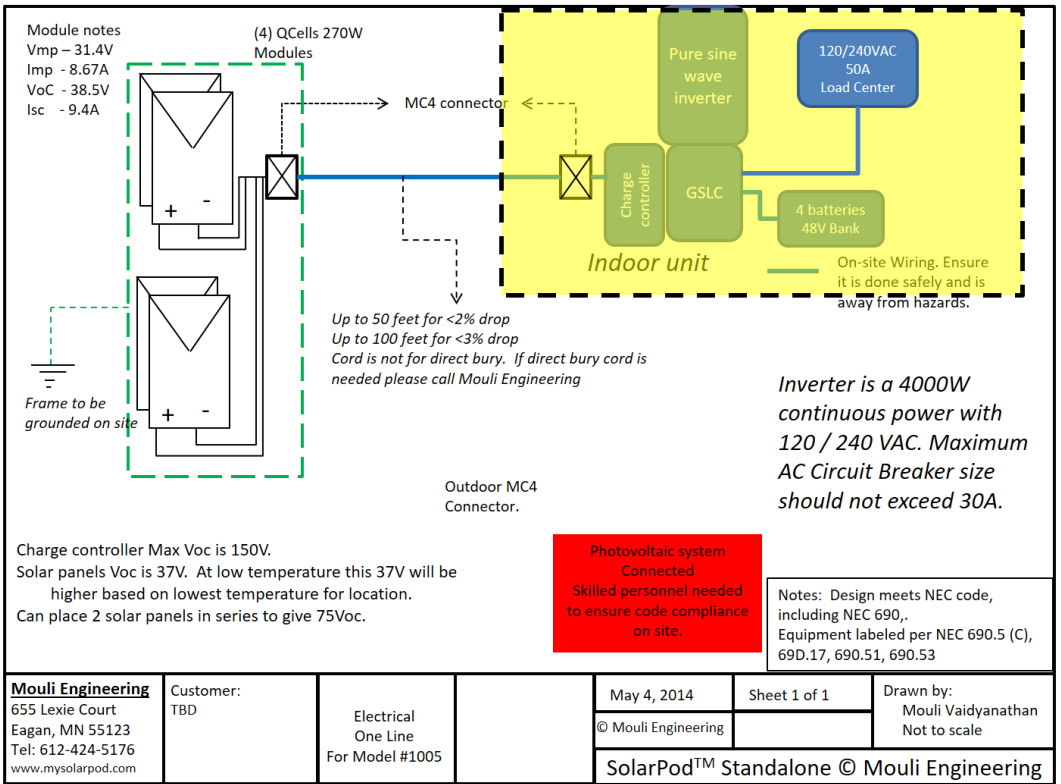 Module notes
Vmp – 31.4V
Imp - 8.67A
VoC - 38.5V
Isc - 9.4A
(4) QCells 270W
Modules
MC4 connector
Pure sine
wave
inverter
120/240VAC
50A
Load Center
Charge
controller
GSLC
4 batteries
48V Bank
Indoor unit
On-site Wiring. Ensure
it is done safely and is
away from hazards.
+ -
+ -
Frame to be
grounded on site
Up to 50 feet for <2% drop
Up to 100 feet for <3% drop
Cord is not for direct bury. If direct bury cord is
needed please call Mouli Engineering
Inverter is a 4000W
continuous power with
120 / 240 VAC. Maximum
AC Circuit Breaker size
should not exceed 30A.
Outdoor MC4
Connector.
Charge controller Max Voc is 150V.
Solar panels Voc is 37V. At low temperature this 37V will be
higher based on lowest temperature for location.
Can place 2 solar panels in series to give 75Voc.
Photovoltaic system
Connected
Skilled personnel needed
to ensure code compliance
on site.
Notes: Design meets NEC code,
including NEC 690,.
Equipment labeled per NEC 690.5 (C),
69D.17, 690.51, 690.53
Mouli Engineering
655 Lexie Court
Eagan, MN 55123
Tel: 612-424-5176
www.mysolarpod.com
Customer:
TBD
Electrical
One Line
For Model #1005
May 4, 2014
Sheet 1 of 1
© Mouli Engineering
Drawn by:
Mouli Vaidyanathan
Not to scale
SolarPod™ Standalone © Mouli Engineering